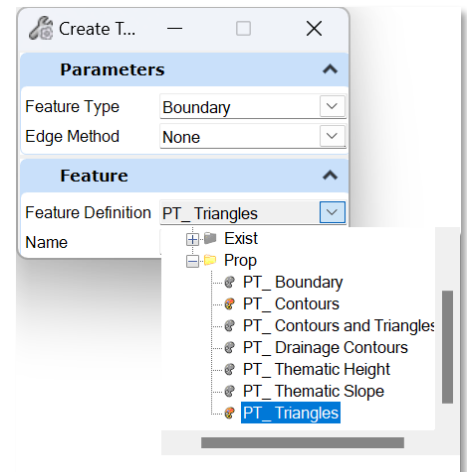 Create T...
Parameters
Feature Type Boundary
Edge Method None
Feature
Feature Definition PT_ Triangles
Name
Exist
Prop
PT_ Boundary
PT_ Contours
PT_ Contours and Triangles
PT_ Drainage Contours
PT_ Thematic Height
PT_ Thematic Slope
PT_ Triangles